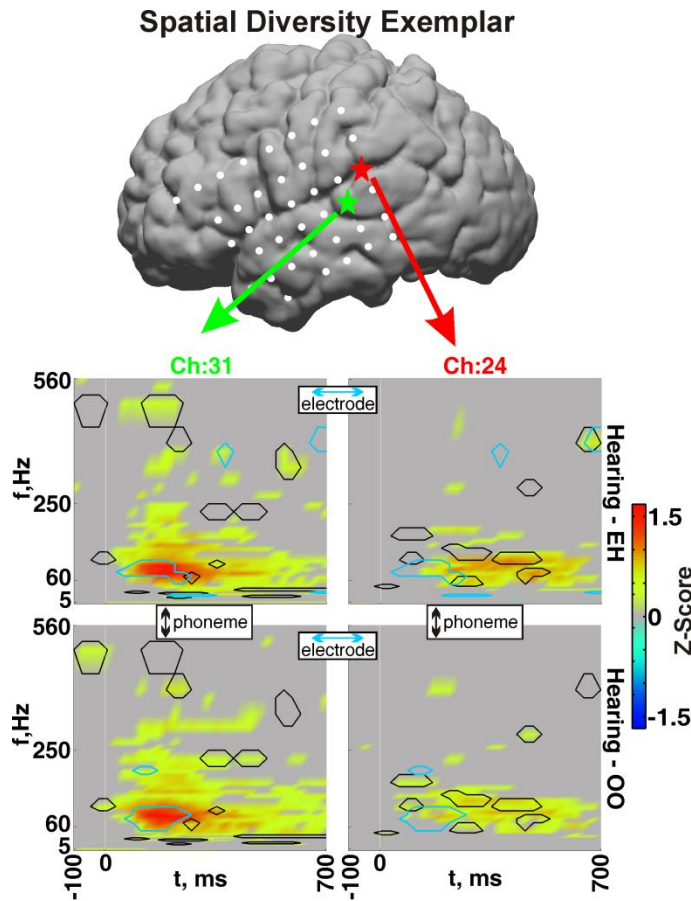 Spatial Diversity Exemplar
Ch:31
Ch:24
560
electrode
f,Hz
250
60
5
Hearing - EH
1.5
0
-1.5
Z-Score
phoneme
phoneme
560
electrode
f,Hz
250
60
5
Hearing - OO
-100
0
t, ms
700
-100
0
t, ms
700